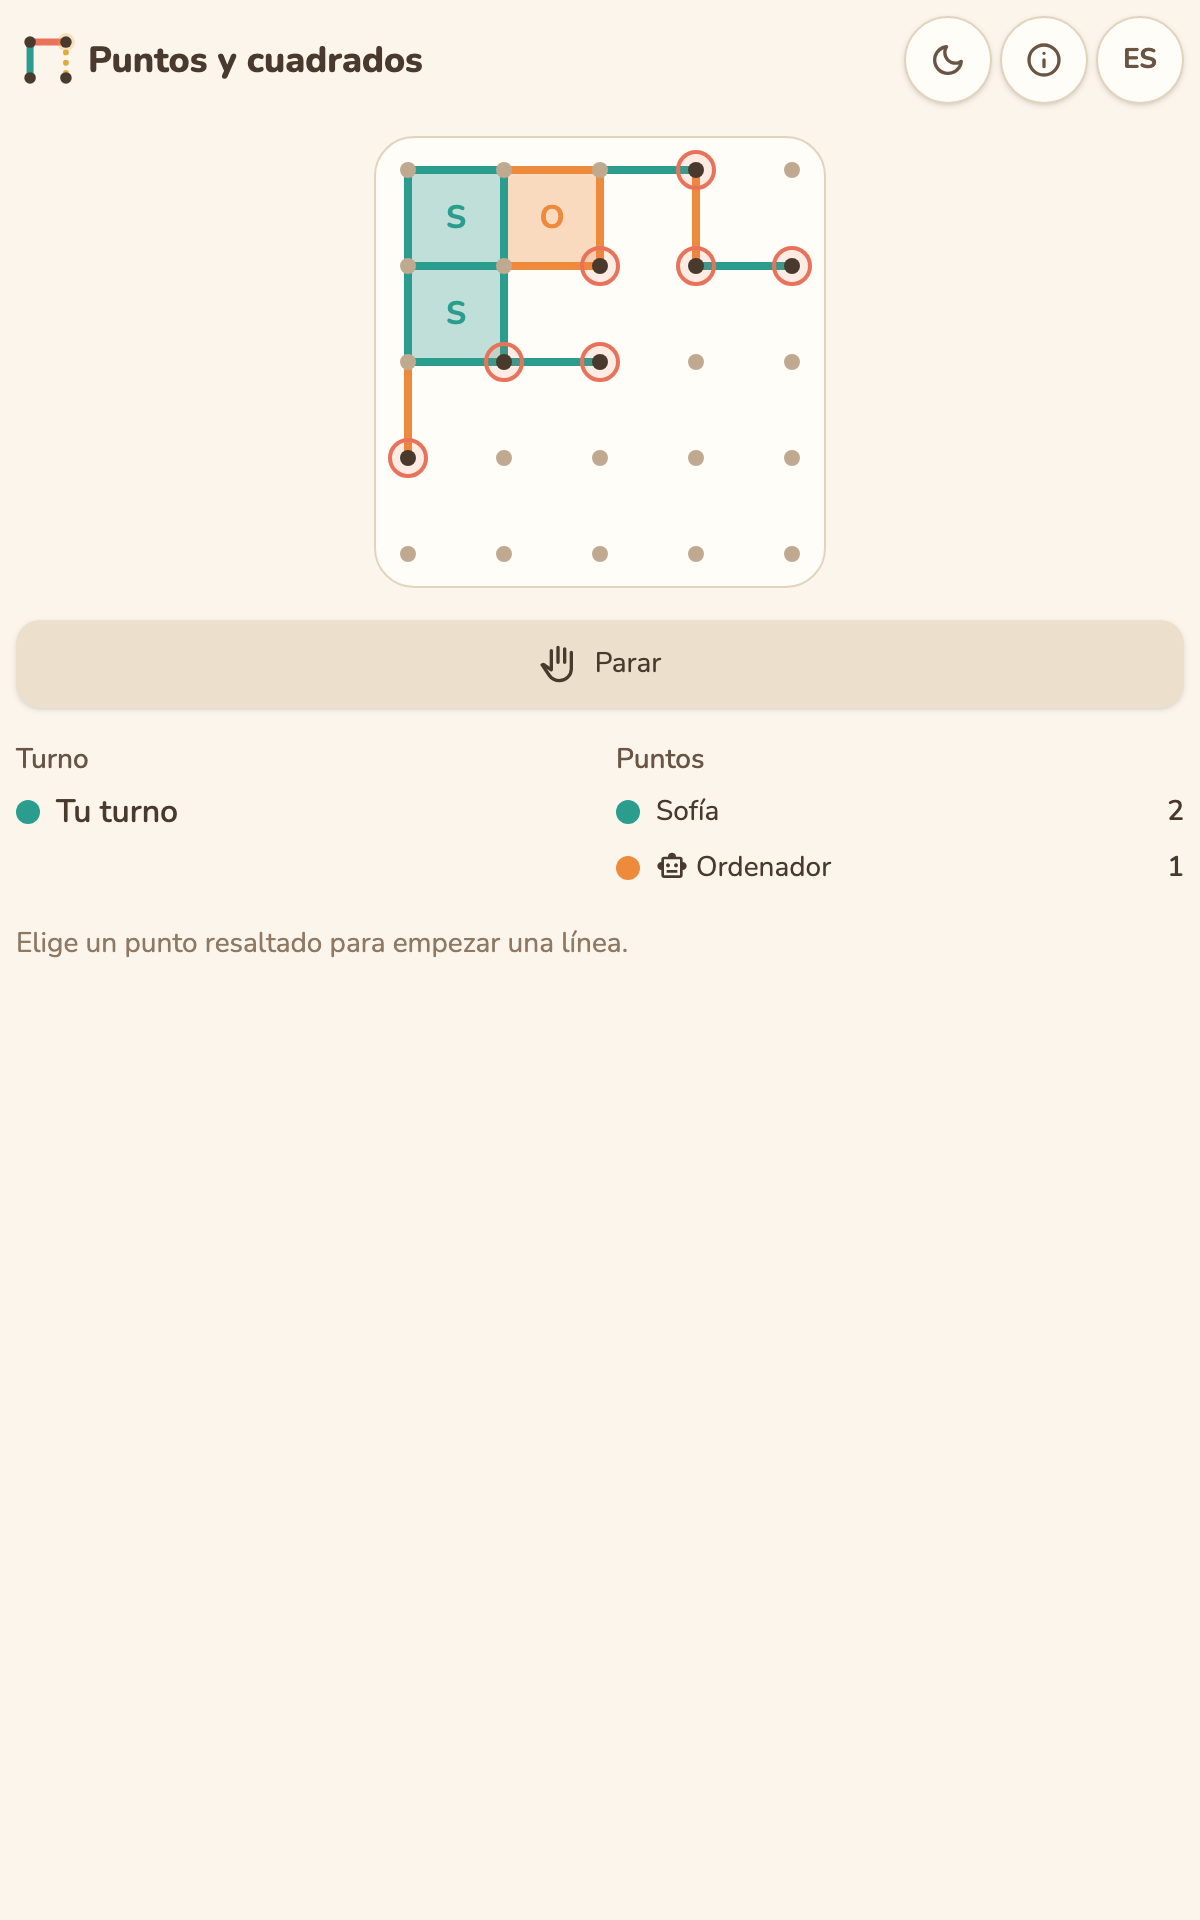 Puntos y cuadrados
ES
S O
S
Parar
Turno
Tu turno
Puntos
Sofía 2
Ordenador 1
Elige un punto resaltado para empezar una línea.